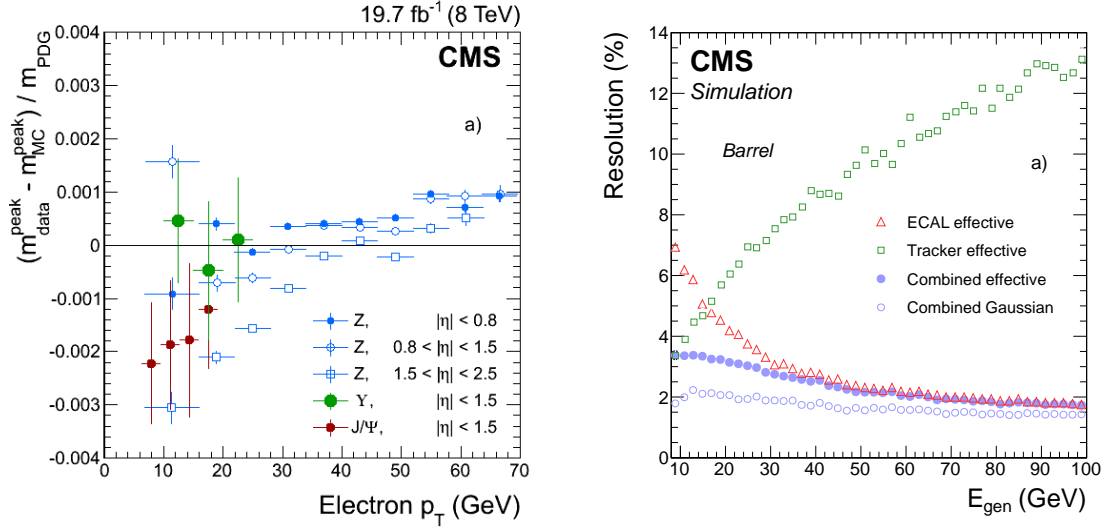 19.7 fb⁻¹ (8 TeV)
CMS
a)
(m^peak_data - m^peak_MC) / m_PDG
0.004
0.003
0.002
0.001
0
-0.001
-0.002
-0.003
-0.004
Z, |η| < 0.8
Z, 0.8 < |η| < 1.5
Z, 1.5 < |η| < 2.5
Υ, |η| < 1.5
J/Ψ, |η| < 1.5
0 10 20 30 40 50 60 70
Electron p_T (GeV)
CMS
Simulation
Barrel
a)
Resolution (%)
14
12
10
8
6
4
2
0
ECAL effective
Tracker effective
Combined effective
Combined Gaussian
10 20 30 40 50 60 70 80 90 100
E_gen (GeV)